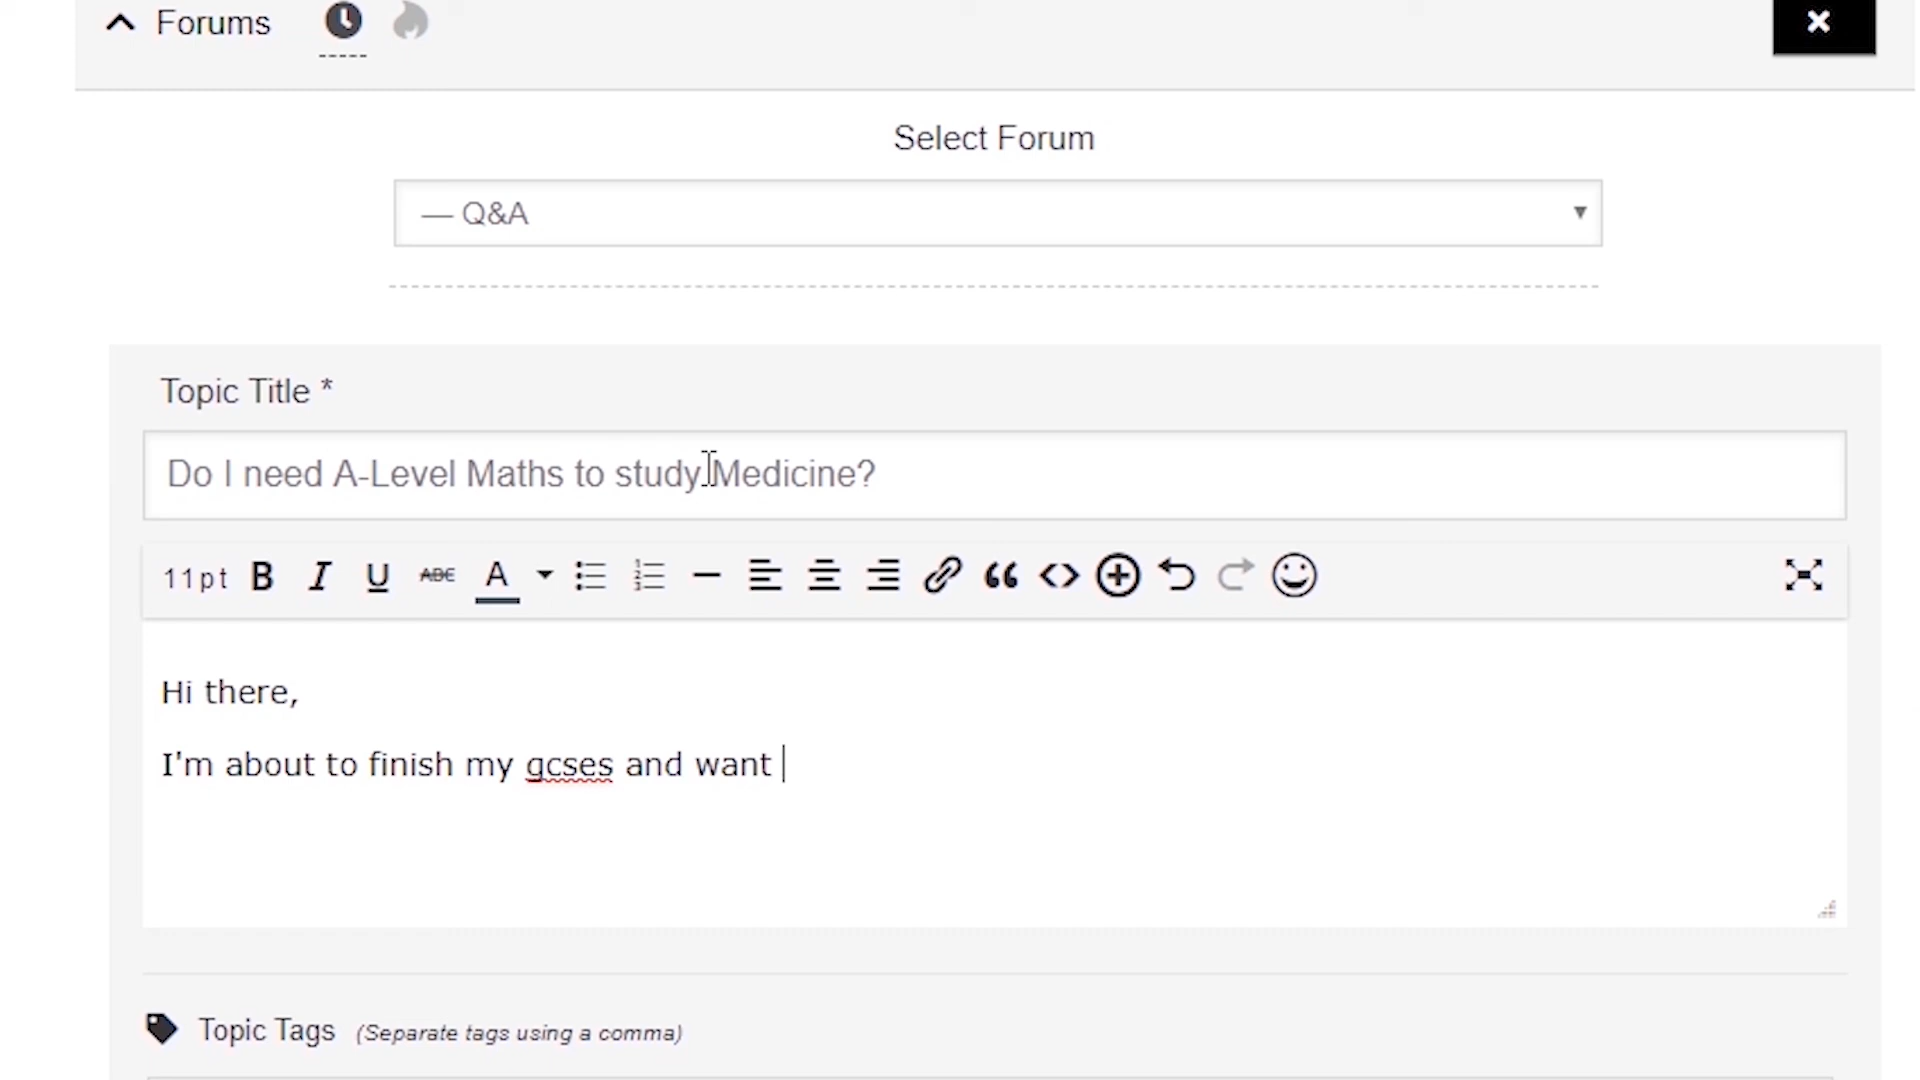 Forums
Select Forum
— Q&A
Topic Title *
Do I need A-Level Maths to study Medicine?
11pt B I U ABC A
Hi there,
I'm about to finish my gcses and want
Topic Tags (Separate tags using a comma)